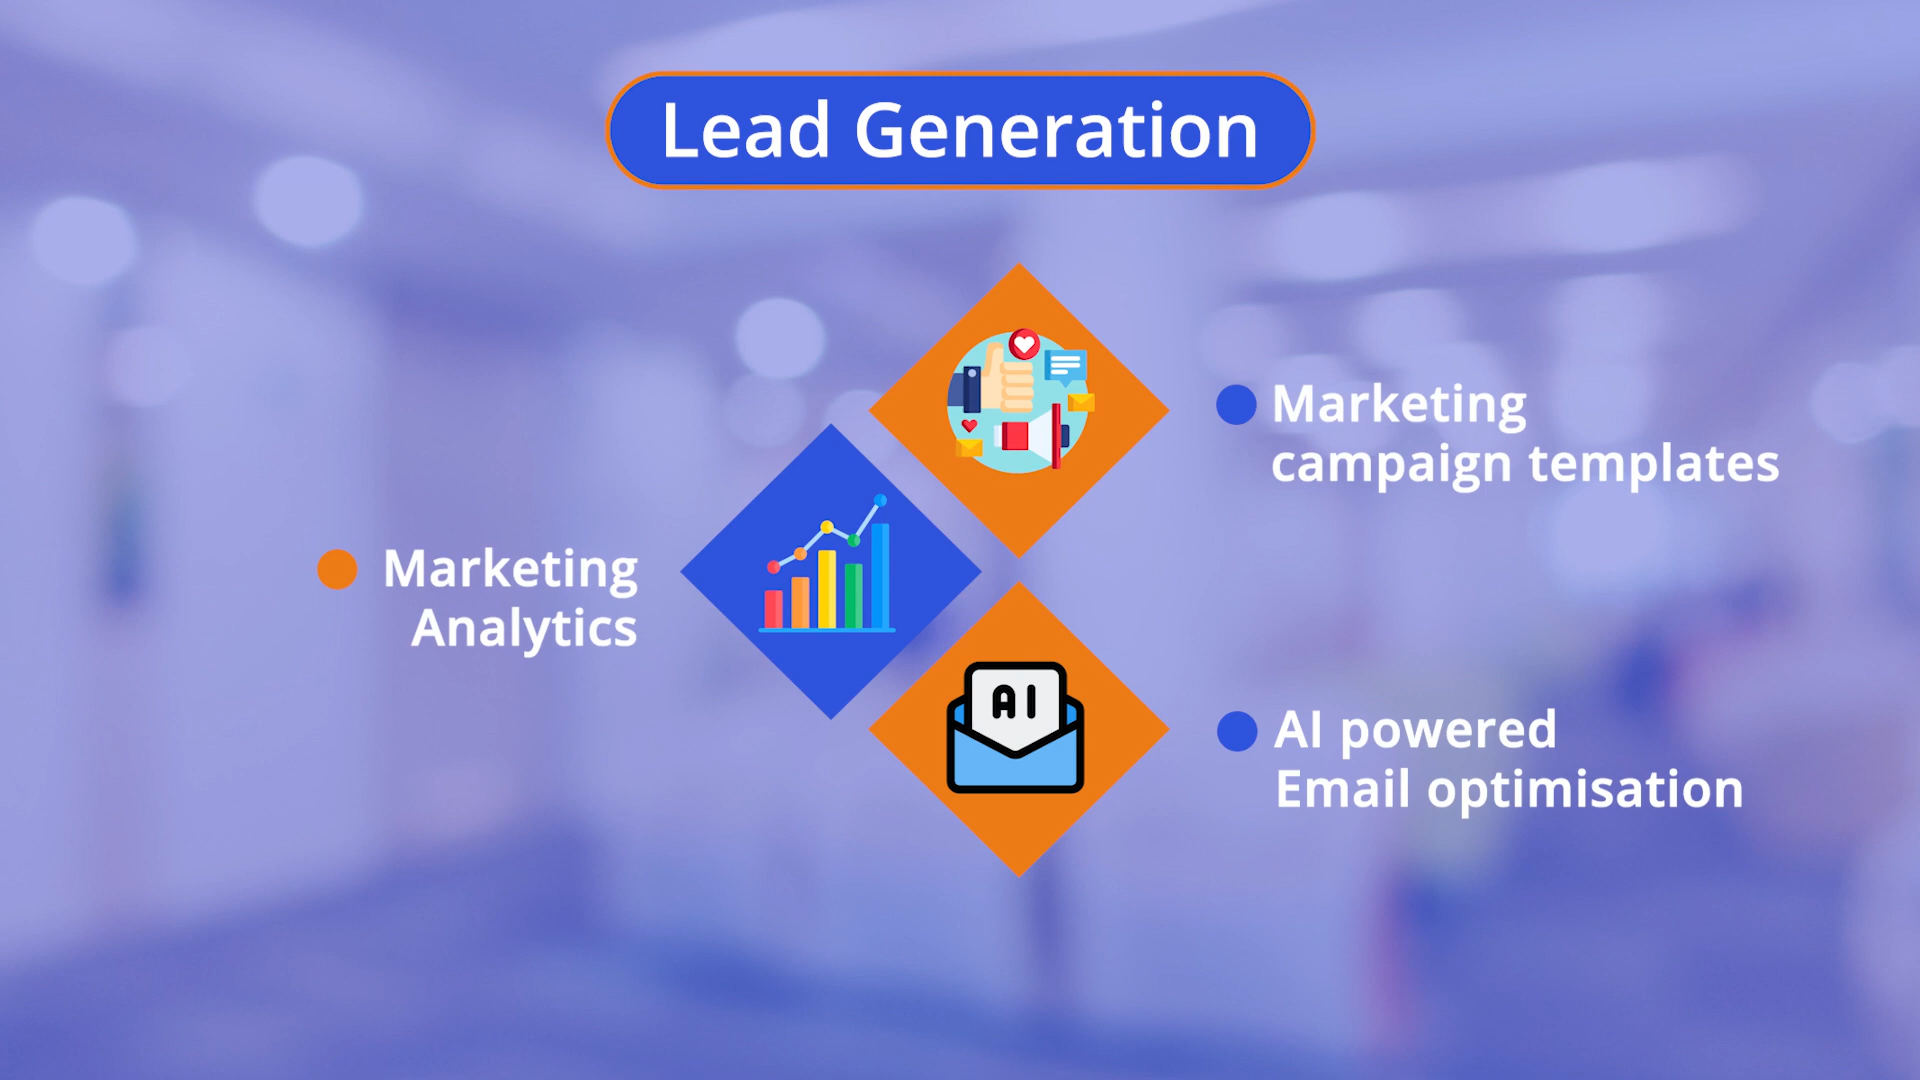 Lead Generation
Marketing
campaign templates
Marketing
Analytics
AI
AI powered
Email optimisation